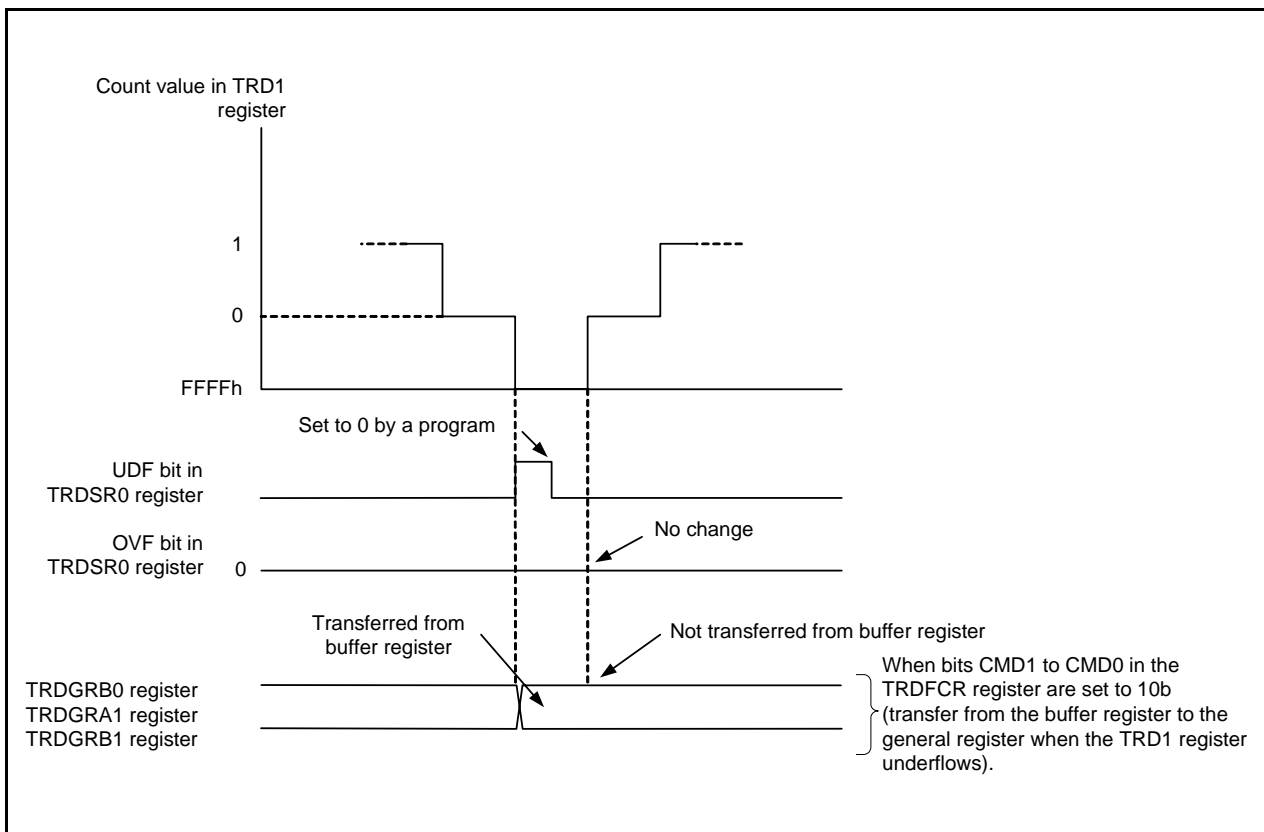 Count value in TRD1
register
1
0
FFFFh
Set to 0 by a program
UDF bit in
TRDSR0 register
No change
OVF bit in
TRDSR0 register
0
Transferred from
buffer register
Not transferred from buffer register
TRDGRB0 register
TRDGRA1 register
TRDGRB1 register
When bits CMD1 to CMD0 in the
TRDFCR register are set to 10b
(transfer from the buffer register to the
general register when the TRD1 register
underflows).